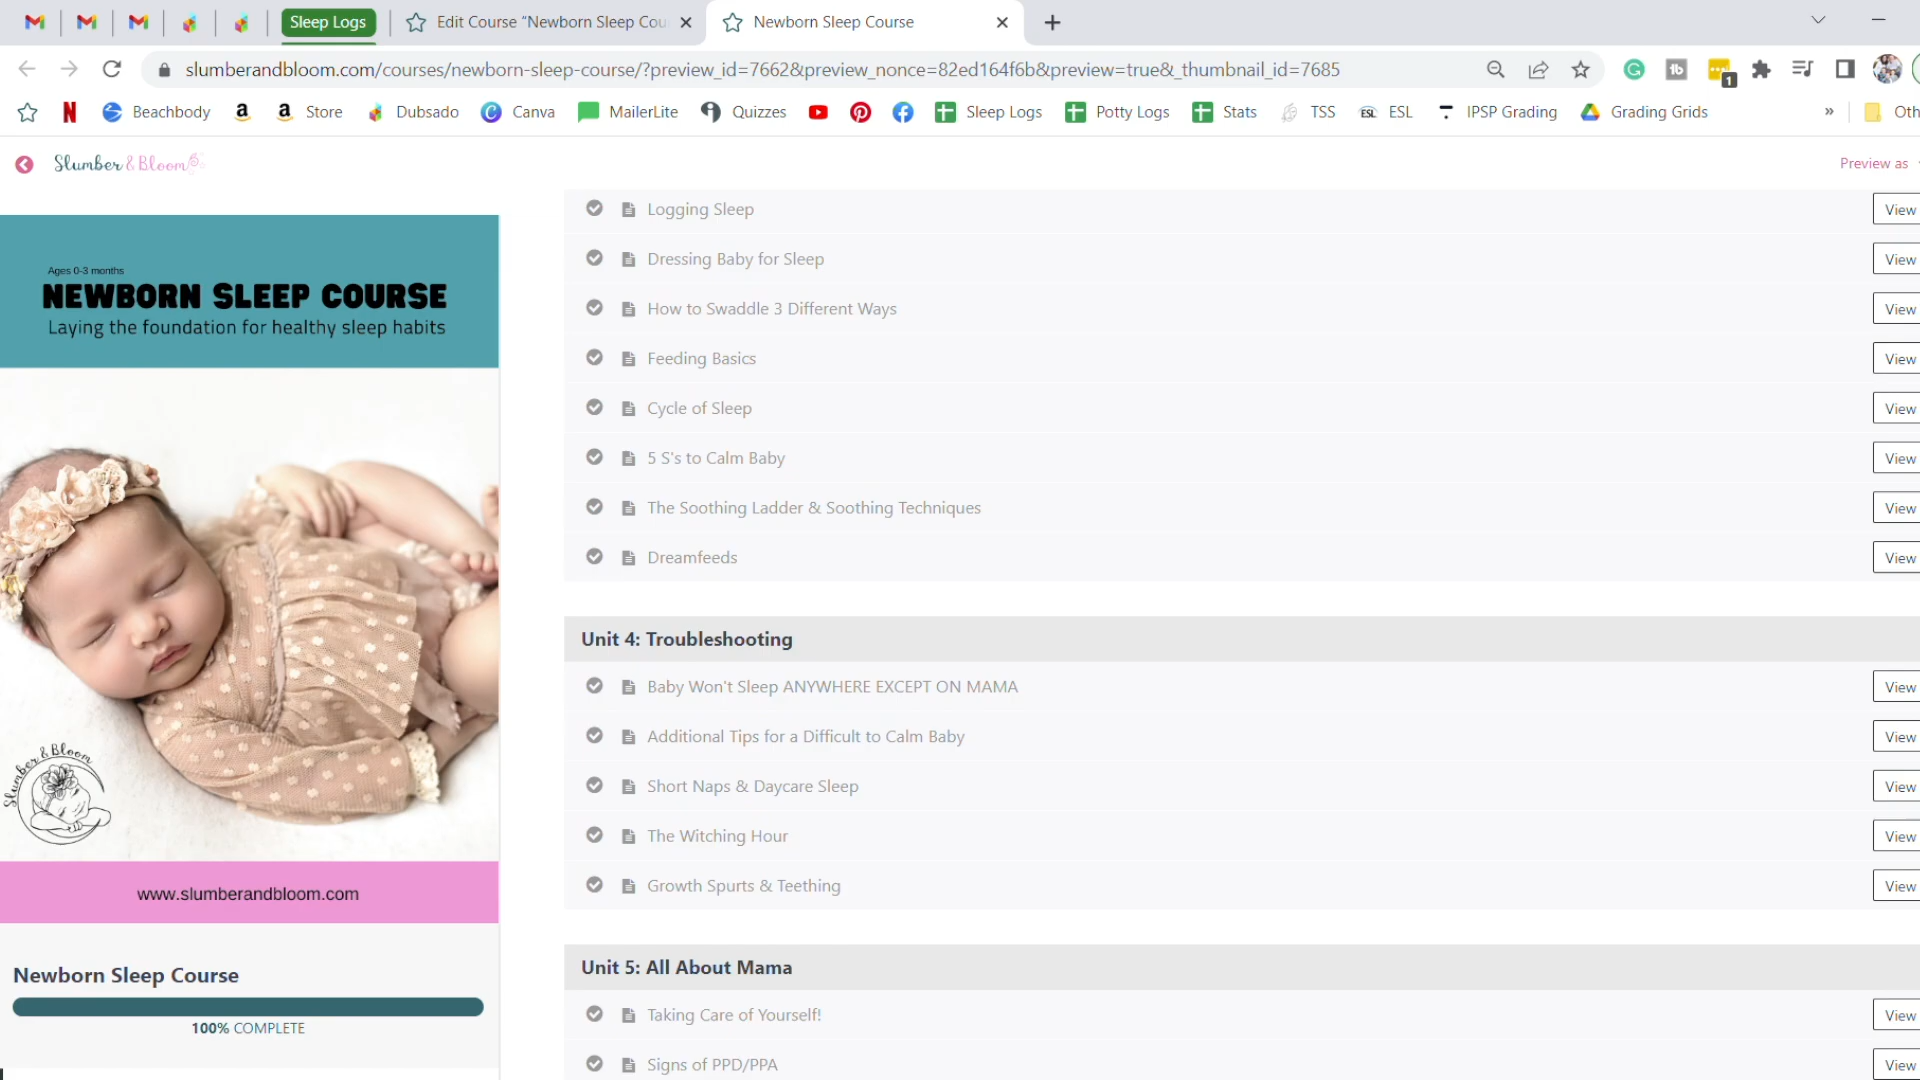 Sleep Logs
Edit Course “Newborn Sleep Cou
Newborn Sleep Course
slumberandbloom.com/courses/newborn-sleep-course/?preview_id=7662&preview_nonce=82ed164f6b&preview=true&_thumbnail_id=7685
1
Beachbody
Store
Dubsado
Canva
MailerLite
Quizzes
Sleep Logs
Potty Logs
Stats
TSS
ESL
ESL
IPSP Grading
Grading Grids
»
Oth
Slumber & Bloom
Preview as
Ages 0-3 months
NEWBORN SLEEP COURSE
Laying the foundation for healthy sleep habits
Slumber & Bloom
www.slumberandbloom.com
Newborn Sleep Course
100% COMPLETE
Logging Sleep
View
Dressing Baby for Sleep
View
How to Swaddle 3 Different Ways
View
Feeding Basics
View
Cycle of Sleep
View
5 S's to Calm Baby
View
The Soothing Ladder & Soothing Techniques
View
Dreamfeeds
View
Unit 4: Troubleshooting
Baby Won't Sleep ANYWHERE EXCEPT ON MAMA
View
Additional Tips for a Difficult to Calm Baby
View
Short Naps & Daycare Sleep
View
The Witching Hour
View
Growth Spurts & Teething
View
Unit 5: All About Mama
Taking Care of Yourself!
View
Signs of PPD/PPA
View